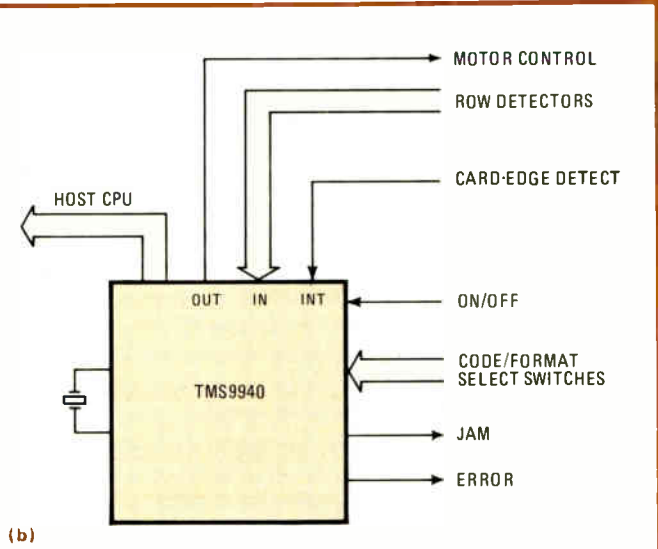 MOTOR CONTROL
ROW DETECTORS
HOST CPU
CARD-EDGE DETECT
OUT IN INT
ON/OFF
CODE/FORMAT
SELECT SWITCHES
TMS9940
JAM
ERROR
(b)